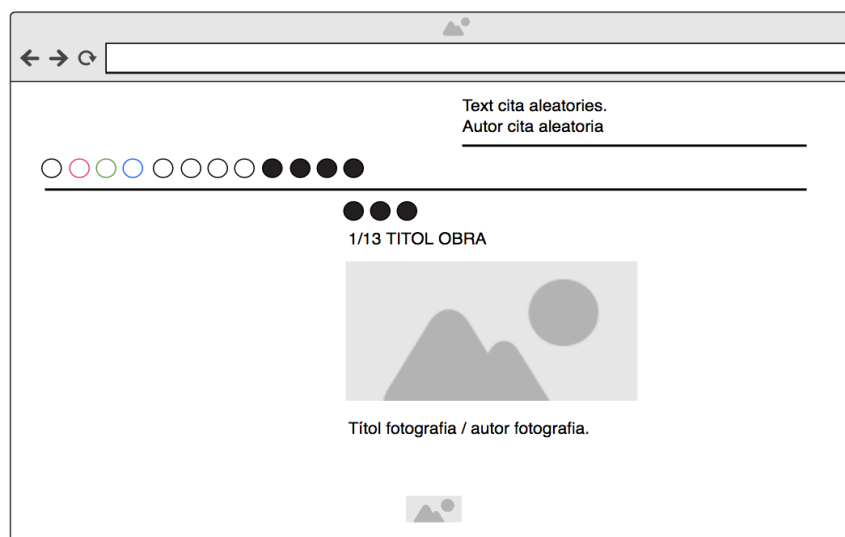 Text cita aleatories.
Autor cita aleatoria
1/13 TITOL OBRA
Títol fotografia / autor fotografia.